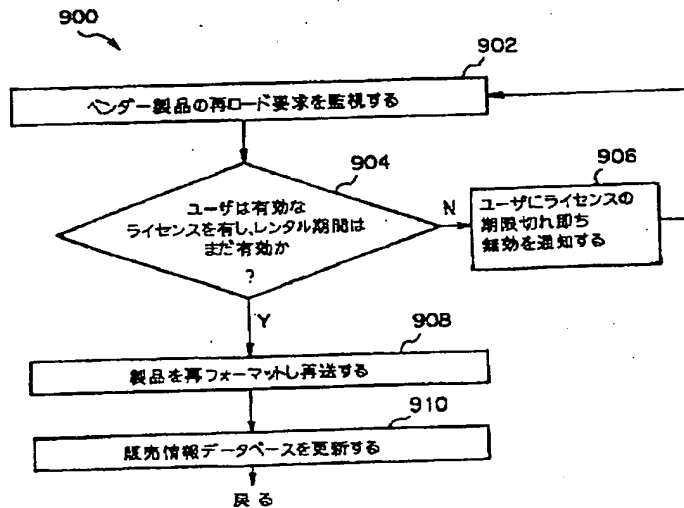 900
902
ベンダー製品の再ロード要求を監視する
904
ユーザは有効な
ライセンスを有し、レンタル期間は
まだ有効か
?
N
906
ユーザにライセンスの
期限切れ即ち
無効を通知する
Y
908
製品を再フォーマットし再送する
910
販売情報データベースを更新する
戻る